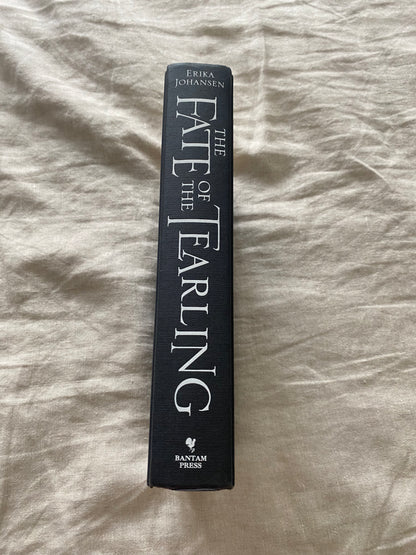 ERIKA
JOHANSEN
THE
FATE
OF
THE
TEARLING
BANTAM
PRESS